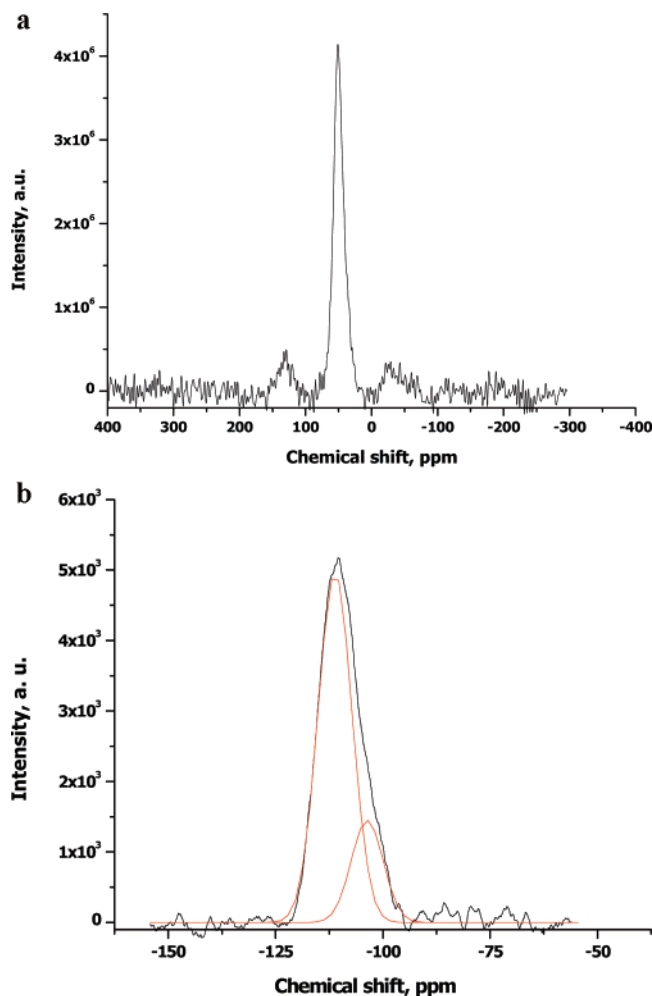 a
4x10⁶
3x10⁶
2x10⁶
1x10⁶
0
Intensity, a.u.
400 300 200 100 0 -100 -200 -300 -400
Chemical shift, ppm
b
6x10³
5x10³
4x10³
3x10³
2x10³
1x10³
0
Intensity, a. u.
-150 -125 -100 -75 -50
Chemical shift, ppm